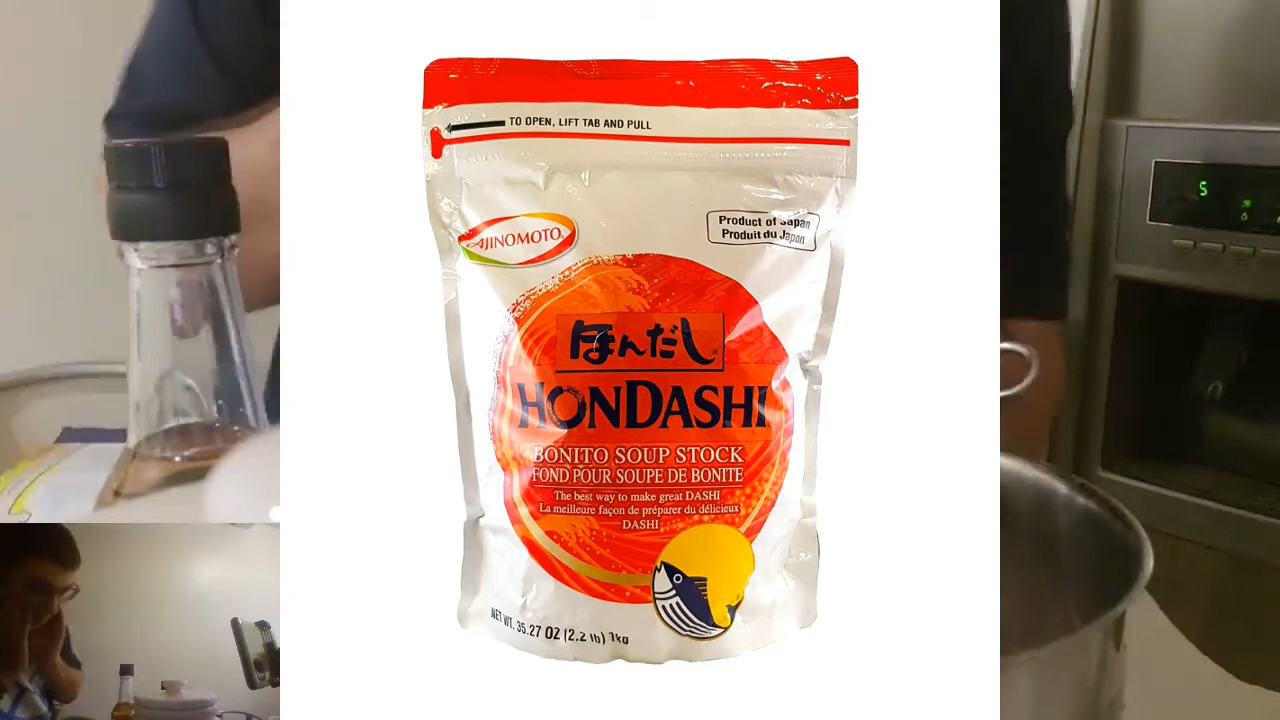 TO OPEN, LIFT TAB AND PULL
AJINOMOTO®
Product of Japan
Produit du Japon
ほんだし®
HONDASHI
BONITO SOUP STOCK
FOND POUR SOUPE DE BONITE
The best way to make great DASHI
La meilleure façon de préparer du délicieux
DASHI
NET WT. 35.27 OZ (2.2 lb) 1kg
5